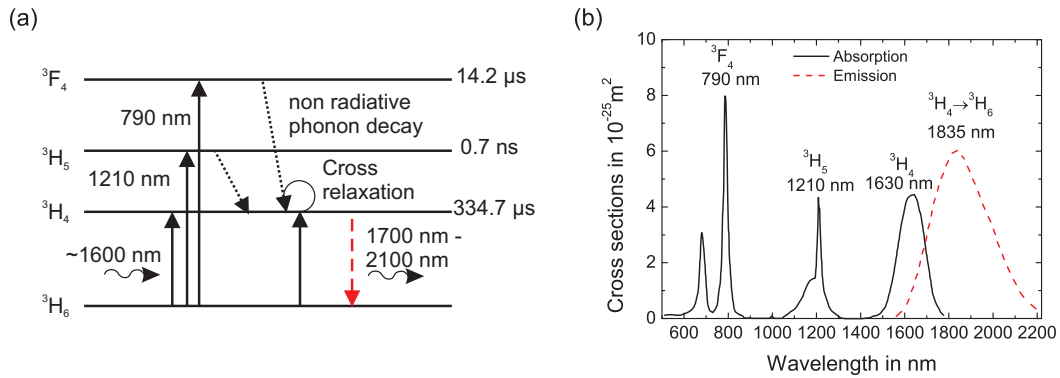 (a)
³F₄
14.2 µs
790 nm
non radiative
phonon decay
³H₅
0.7 ns
1210 nm
Cross
relaxation
³H₄
334.7 µs
~1600 nm
1700 nm -
2100 nm
³H₆
(b)
Cross sections in 10⁻²⁵m²
10
8
6
4
2
0
³F₄
790 nm
Absorption
Emission
³H₄→³H₆
1835 nm
³H₅
1210 nm
³H₄
1630 nm
600 800 1000 1200 1400 1600 1800 2000 2200
Wavelength in nm